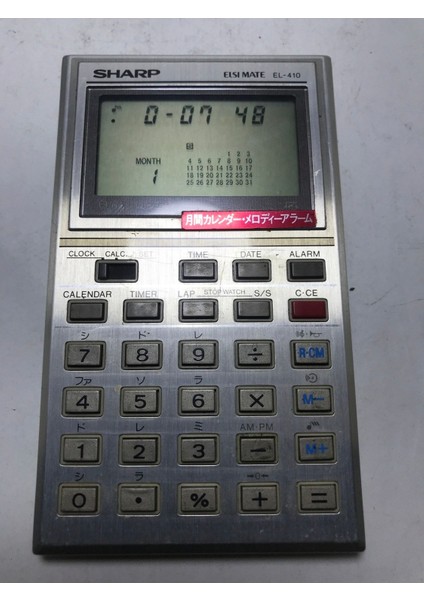 SHARP ELSI MATE EL-410
0-07 48
1 2 3
MONTH 4 5 6 7 8 9 10
11 12 13 14 15 16 17
1 18 19 20 21 22 23 24
25 26 27 28 29 30 31
月間カレンダー・メロディーアラーム
CLOCK CALC SET TIME DATE ALARM
CALENDAR TIMER LAP STOPWATCH S/S C·CE
シ ド・ レ
7 8 9 ÷ R·CM
ファ ソ ラ
4 5 6 × M−
ド レ ミ AM·PM
1 2 3 − M+
シ ラ
0 · % + =